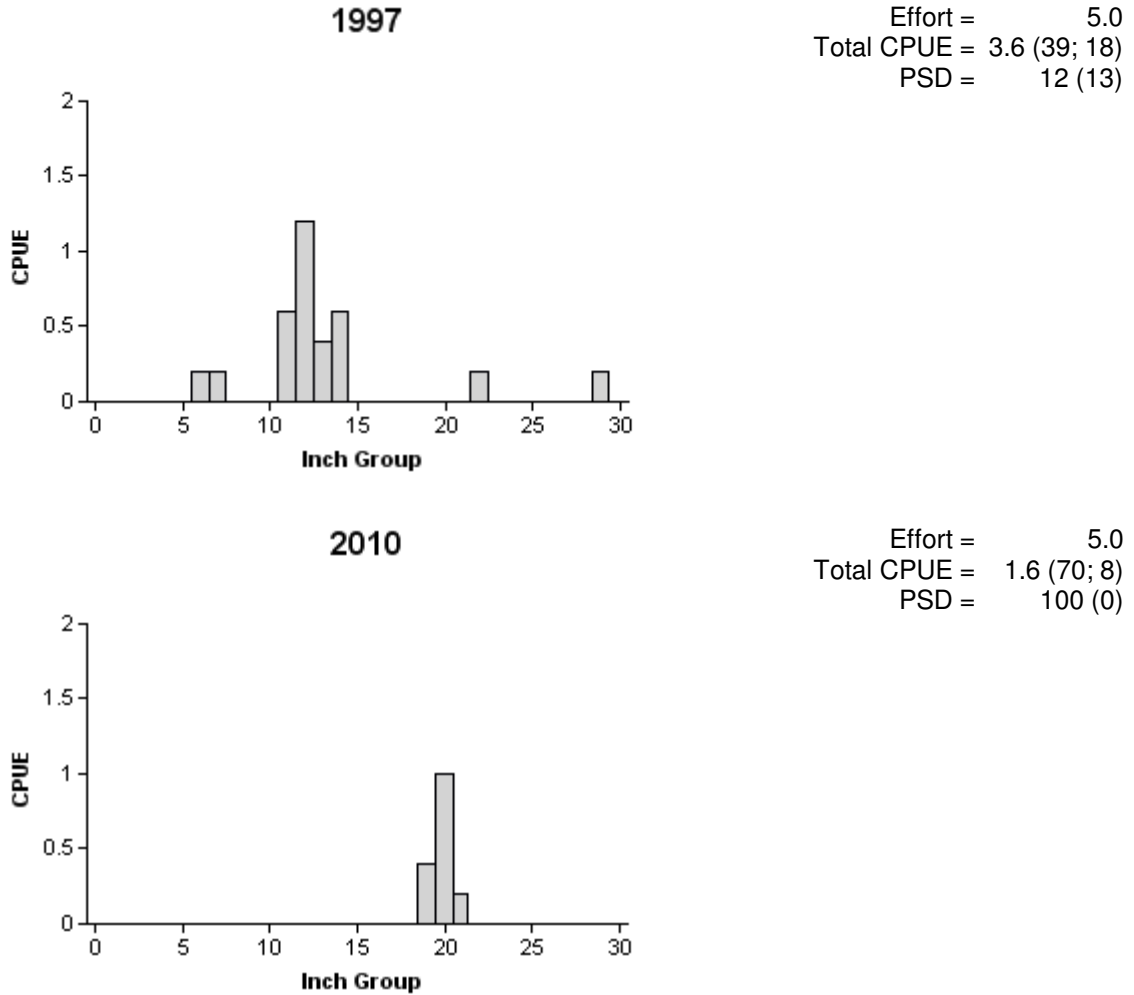 1997
Effort = 5.0
Total CPUE = 3.6 (39; 18)
PSD = 12 (13)
2
1.5
1
0.5
0
CPUE
0 5 10 15 20 25 30
Inch Group
2010
Effort = 5.0
Total CPUE = 1.6 (70; 8)
PSD = 100 (0)
2
1.5
1
0.5
0
CPUE
0 5 10 15 20 25 30
Inch Group